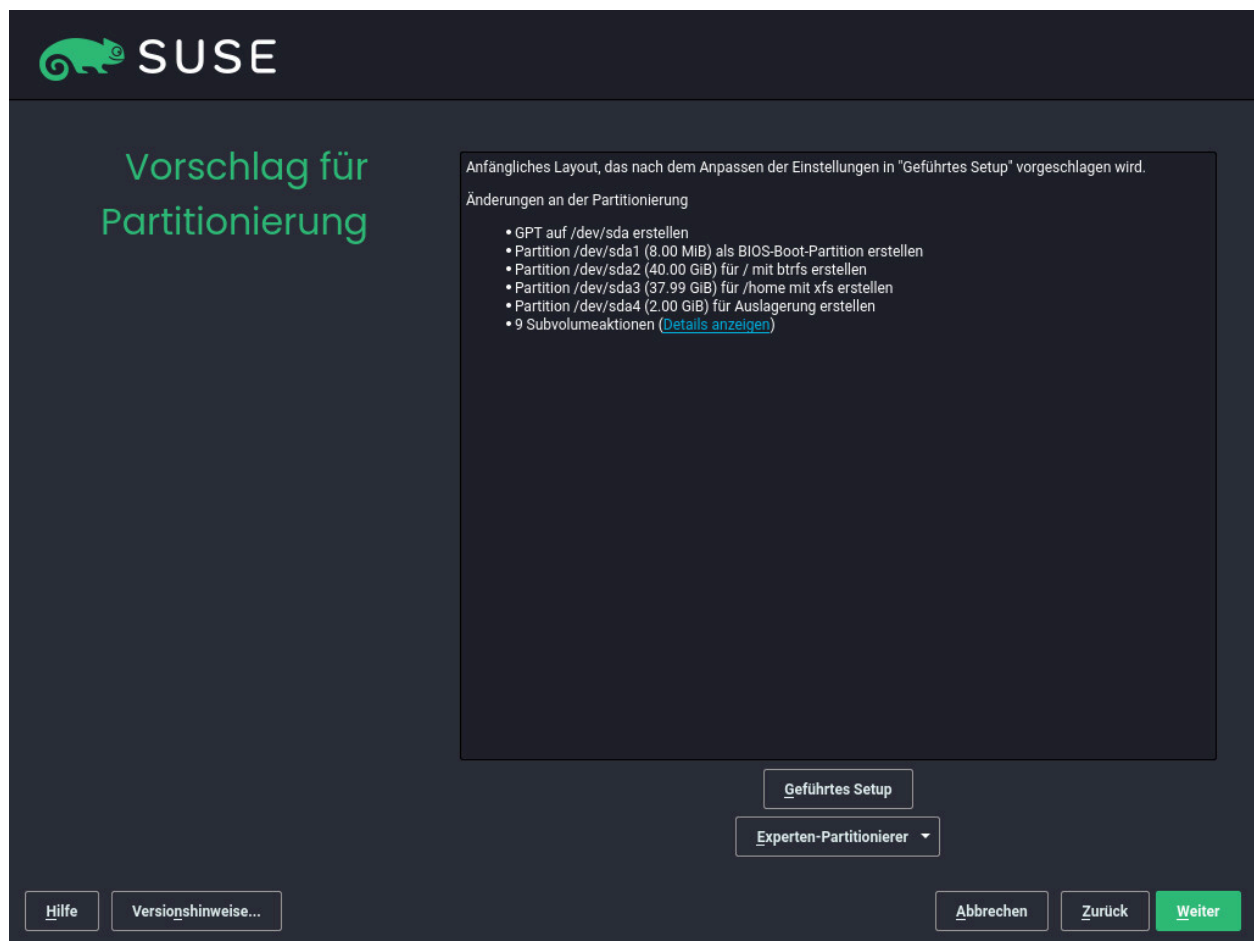 SUSE
Vorschlag für
Partitionierung
Anfängliches Layout, das nach dem Anpassen der Einstellungen in "Geführtes Setup" vorgeschlagen wird.
Änderungen an der Partitionierung
• GPT auf /dev/sda erstellen
• Partition /dev/sda1 (8.00 MiB) als BIOS-Boot-Partition erstellen
• Partition /dev/sda2 (40.00 GiB) für / mit btrfs erstellen
• Partition /dev/sda3 (37.99 GiB) für /home mit xfs erstellen
• Partition /dev/sda4 (2.00 GiB) für Auslagerung erstellen
• 9 Subvolumeaktionen (Details anzeigen)
Geführtes Setup
Experten-Partitionierer
Hilfe Versionshinweise... Abbrechen Zurück Weiter